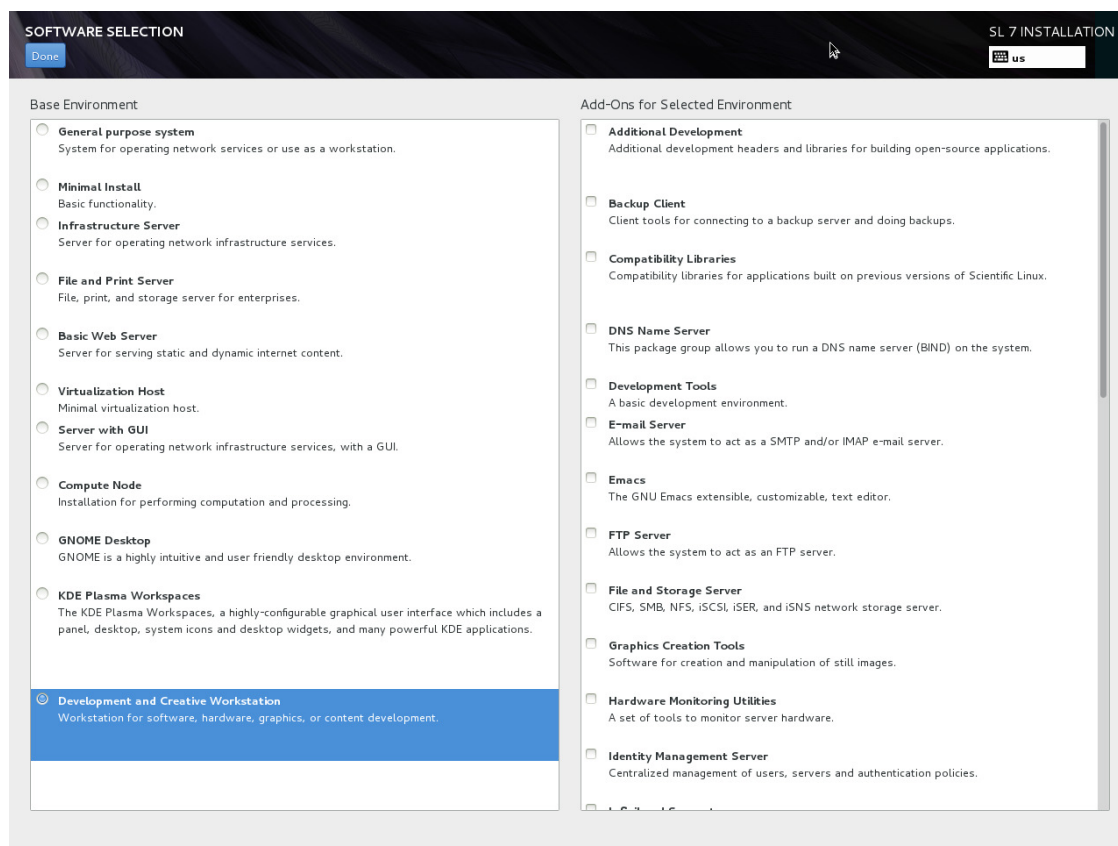 SOFTWARE SELECTION
Done
SL 7 INSTALLATION
us
Base Environment
General purpose system
System for operating network services or use as a workstation.
Minimal Install
Basic functionality.
Infrastructure Server
Server for operating network infrastructure services.
File and Print Server
File, print, and storage server for enterprises.
Basic Web Server
Server for serving static and dynamic internet content.
Virtualization Host
Minimal virtualization host.
Server with GUI
Server for operating network infrastructure services, with a GUI.
Compute Node
Installation for performing computation and processing.
GNOME Desktop
GNOME is a highly intuitive and user friendly desktop environment.
KDE Plasma Workspaces
The KDE Plasma Workspaces, a highly-configurable graphical user interface which includes a
panel, desktop, system icons and desktop widgets, and many powerful KDE applications.
Development and Creative Workstation
Workstation for software, hardware, graphics, or content development.
Add-Ons for Selected Environment
Additional Development
Additional development headers and libraries for building open-source applications.
Backup Client
Client tools for connecting to a backup server and doing backups.
Compatibility Libraries
Compatibility libraries for applications built on previous versions of Scientific Linux.
DNS Name Server
This package group allows you to run a DNS name server (BIND) on the system.
Development Tools
A basic development environment.
E-mail Server
Allows the system to act as a SMTP and/or IMAP e-mail server.
Emacs
The GNU Emacs extensible, customizable, text editor.
FTP Server
Allows the system to act as an FTP server.
File and Storage Server
CIFS, SMB, NFS, iSCSI, iSER, and iSNS network storage server.
Graphics Creation Tools
Software for creation and manipulation of still images.
Hardware Monitoring Utilities
A set of tools to monitor server hardware.
Identity Management Server
Centralized management of users, servers and authentication policies.